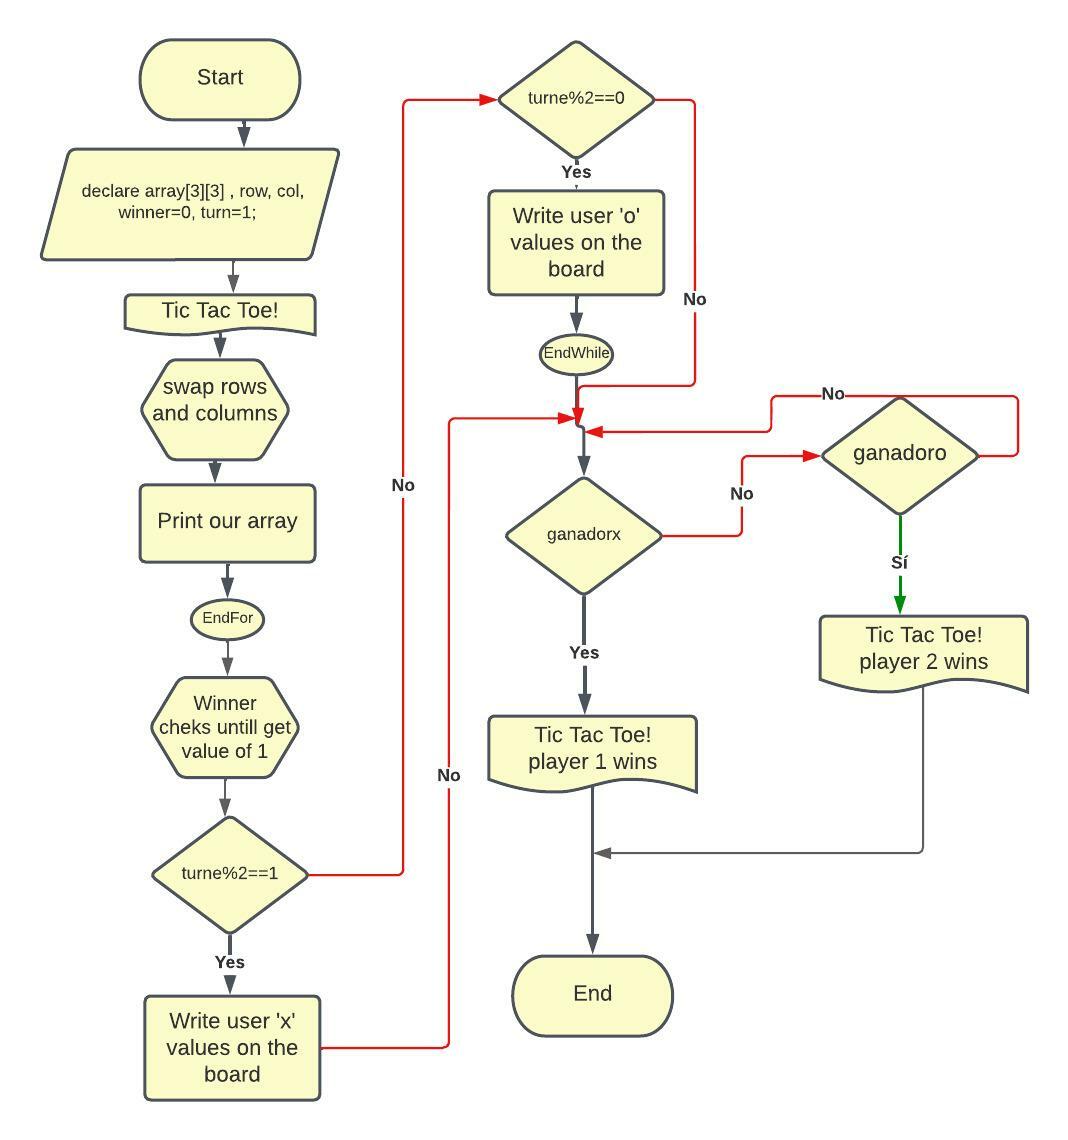 Start
declare array[3][3] , row, col,
winner=0, turn=1;
Tic Tac Toe!
swap rows
and columns
Print our array
EndFor
Winner
cheks untill get
value of 1
turne%2==1
No
Yes
Write user 'x'
values on the
board
No
turne%2==0
Yes
No
Write user 'o'
values on the
board
EndWhile
ganadorx
No
Yes
Tic Tac Toe!
player 1 wins
ganadoro
No
Sí
Tic Tac Toe!
player 2 wins
End